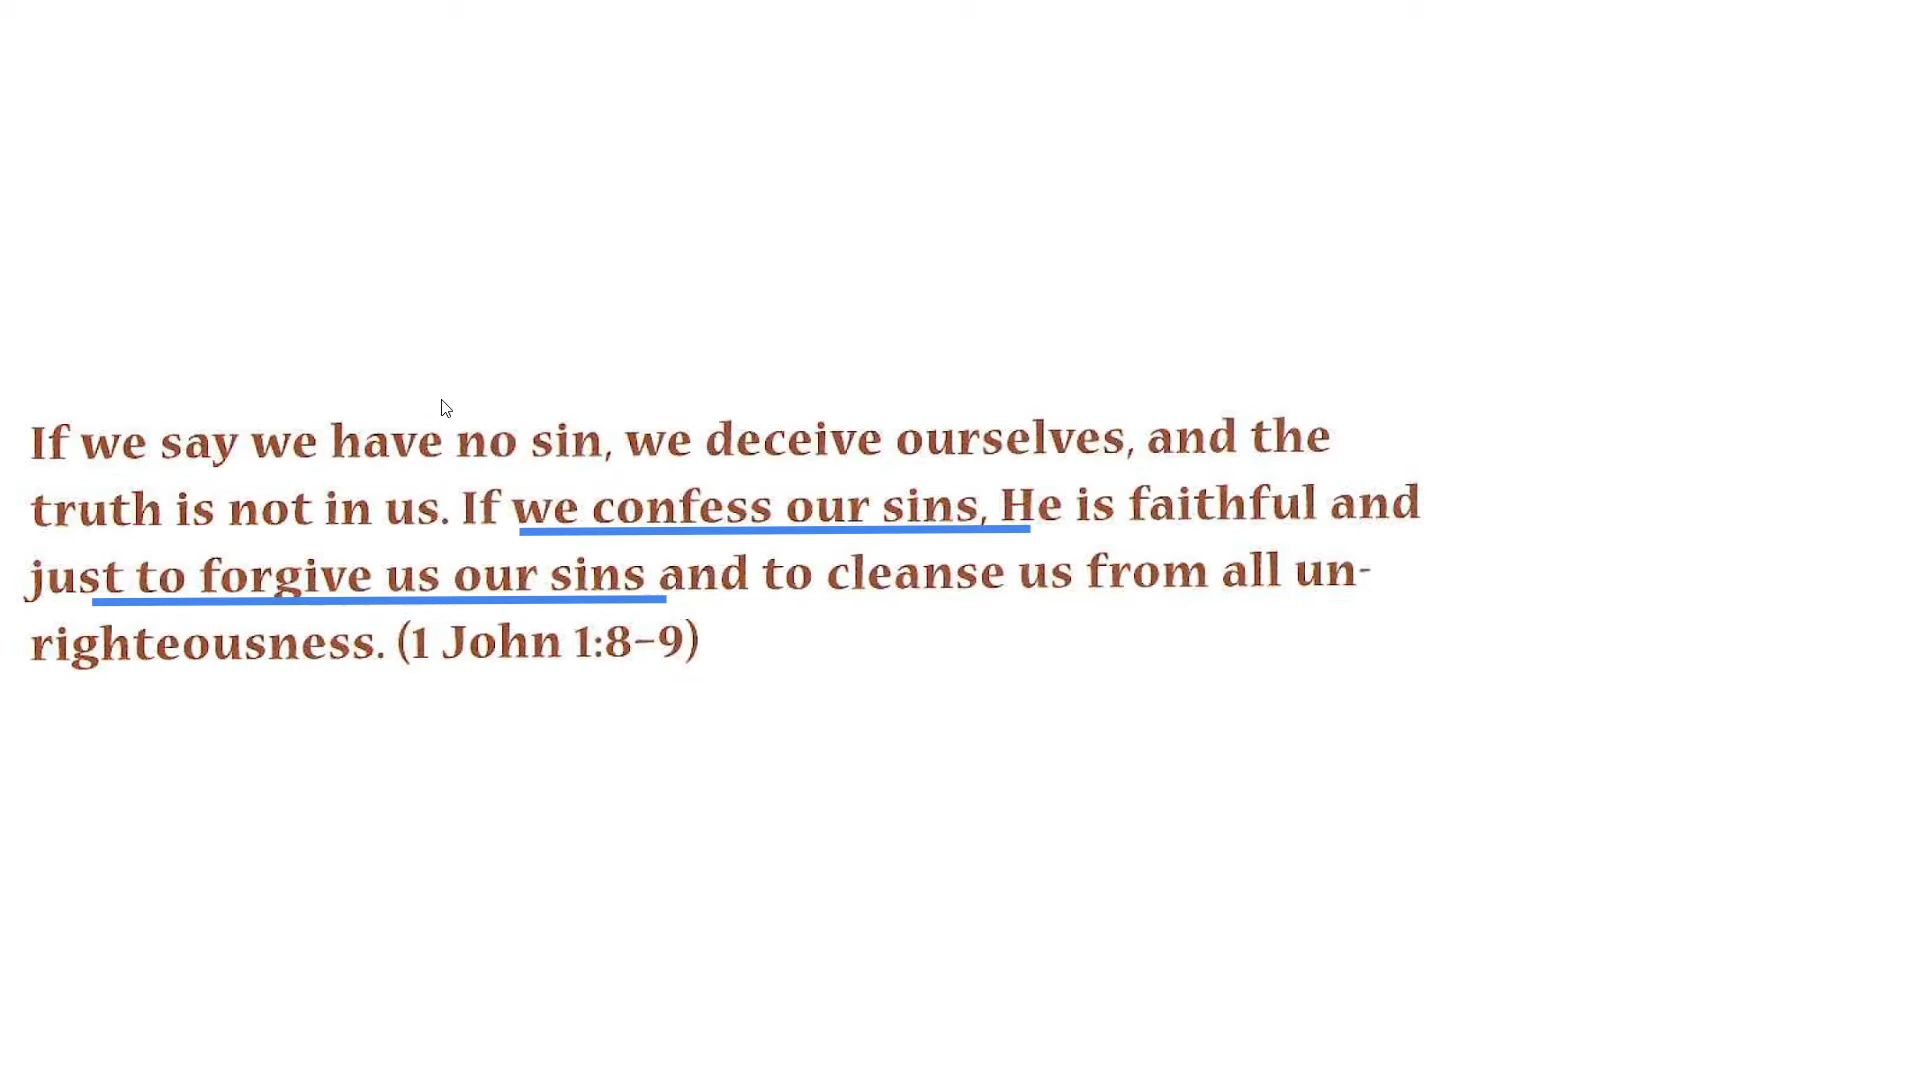 If we say we have no sin, we deceive ourselves, and the
truth is not in us. If we confess our sins, He is faithful and
just to forgive us our sins and to cleanse us from all un-
righteousness. (1 John 1:8–9)